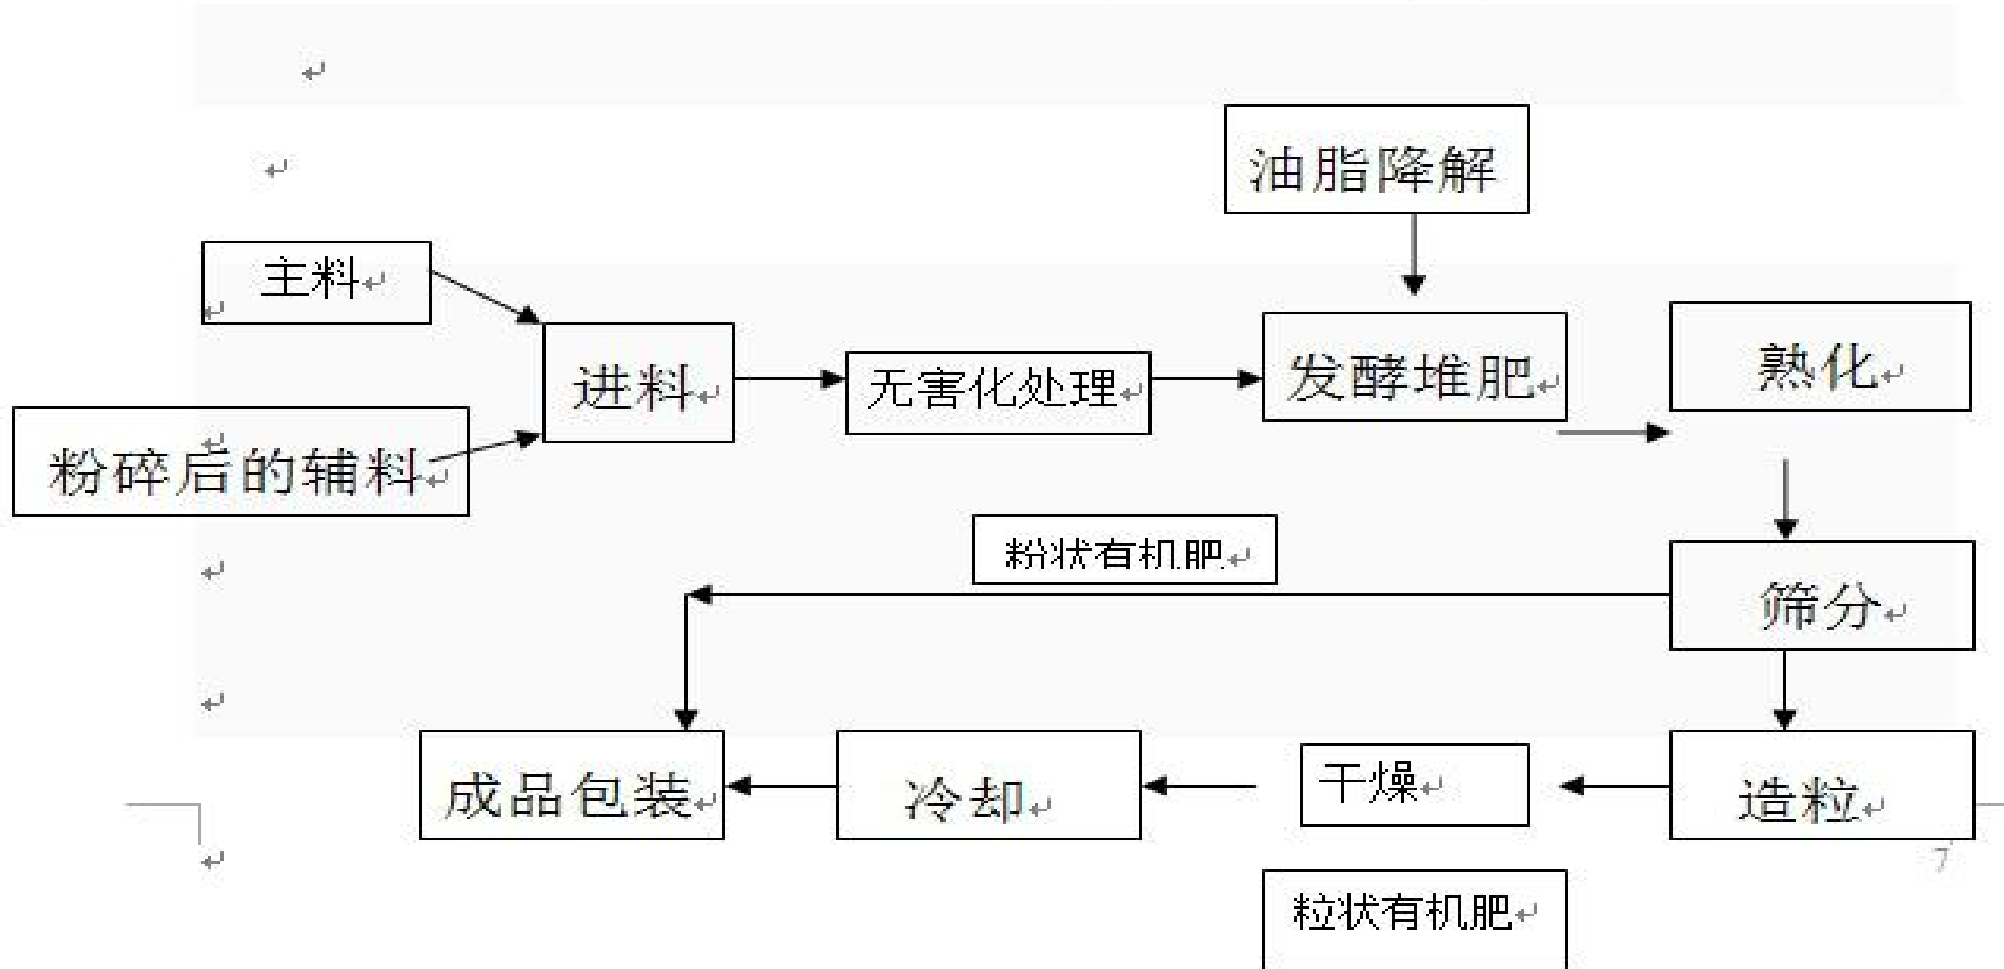 油脂降解
主料
进料
无害化处理
发酵堆肥
熟化
粉碎后的辅料
粉状有机肥
筛分
成品包装
冷却
干燥
造粒
7
粒状有机肥